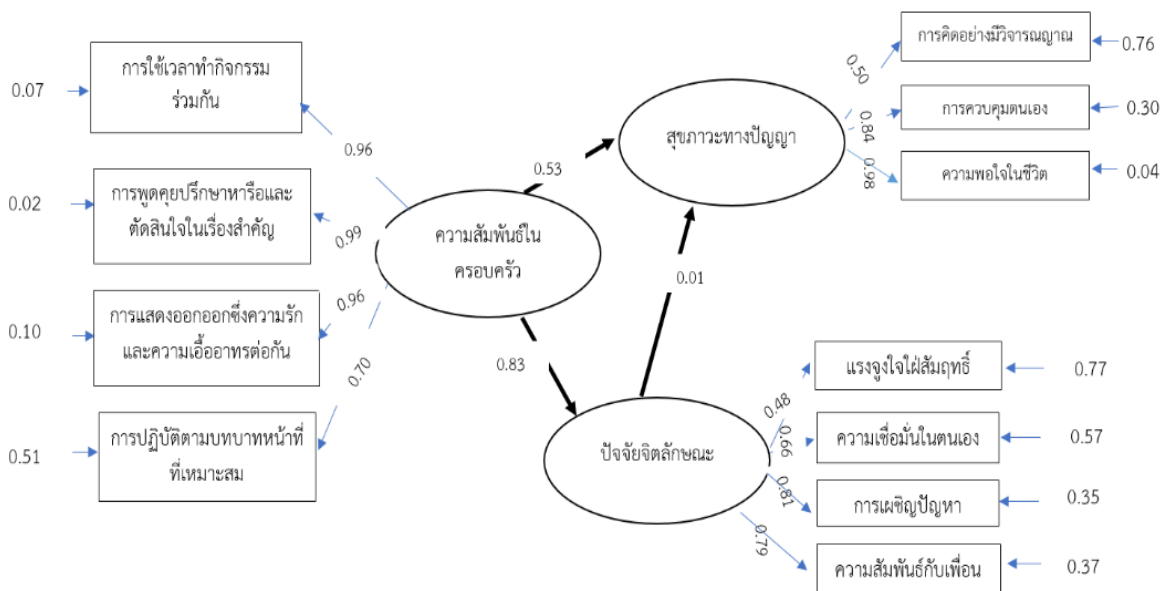 0.07
การใช้เวลาทำกิจกรรม
ร่วมกัน
0.96
0.02
การพูดคุยปรึกษาหารือและ
ตัดสินใจในเรื่องสำคัญ
0.99
0.10
การแสดงออกออกซึ่งความรัก
และความเอื้ออาทรต่อกัน
0.96
0.51
การปฏิบัติตามบทบาทหน้าที่
ที่เหมาะสม
0.70
ความสัมพันธ์ใน
ครอบครัว
0.53
0.83
0.01
สุขภาวะทางปัญญา
0.50
การคิดอย่างมีวิจารณญาณ
0.76
0.84
การควบคุมตนเอง
0.30
0.98
ความพอใจในชีวิต
0.04
ปัจจัยจิตลักษณะ
0.48
แรงจูงใจใฝ่สัมฤทธิ์
0.77
0.66
ความเชื่อมั่นในตนเอง
0.57
0.81
การเผชิญปัญหา
0.35
0.79
ความสัมพันธ์กับเพื่อน
0.37